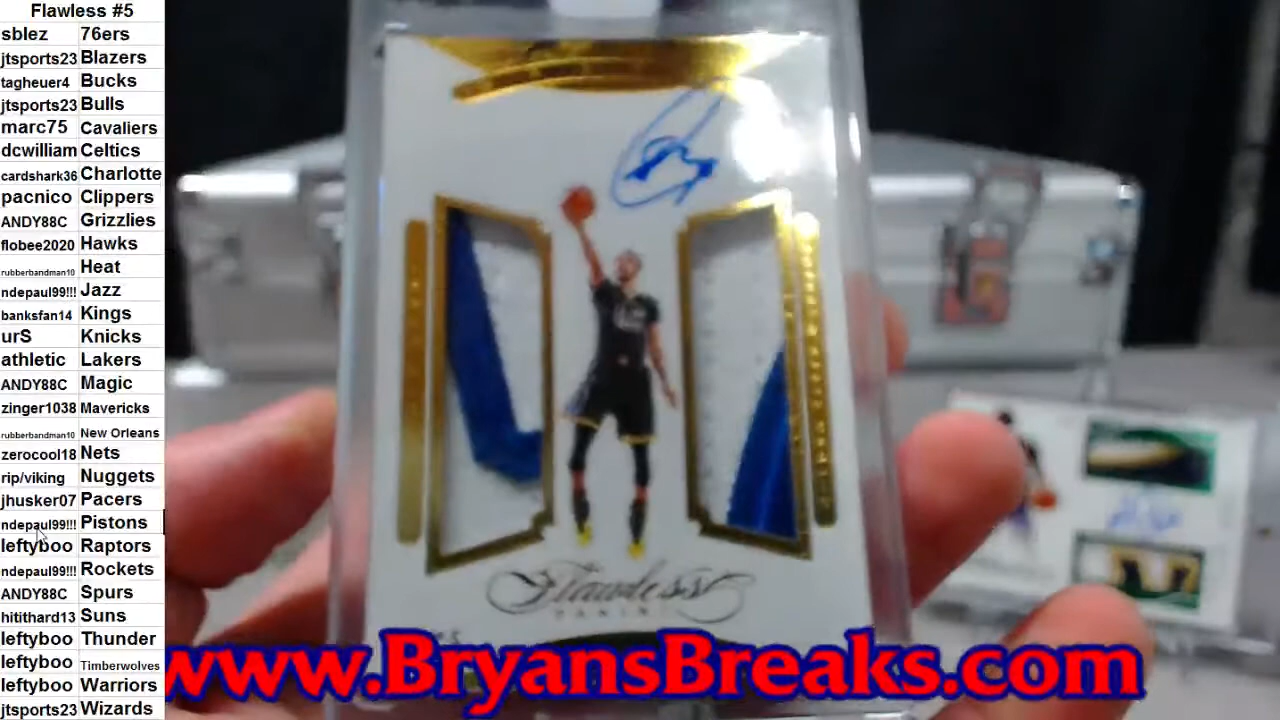 Flawless #5
sblez 76ers
jtsports23 Blazers
tagheuer4 Bucks
jtsports23 Bulls
marc75 Cavaliers
dcwilliam Celtics
cardshark36 Charlotte
pacnico Clippers
ANDY88C Grizzlies
flobee2020 Hawks
rubberbandman10 Heat
ndepaul99!!! Jazz
banksfan14 Kings
urS Knicks
athletic Lakers
ANDY88C Magic
zinger1038 Mavericks
rubberbandman10 New Orleans
zerocool18 Nets
rip/viking Nuggets
jhusker07 Pacers
ndepaul99!!! Pistons
leftyboo Raptors
ndepaul99!!! Rockets
ANDY88C Spurs
hitithard13 Suns
leftyboo Thunder
leftyboo Timberwolves
leftyboo Warriors
jtsports23 Wizards
Flawless
PANINI
www.BryansBreaks.com